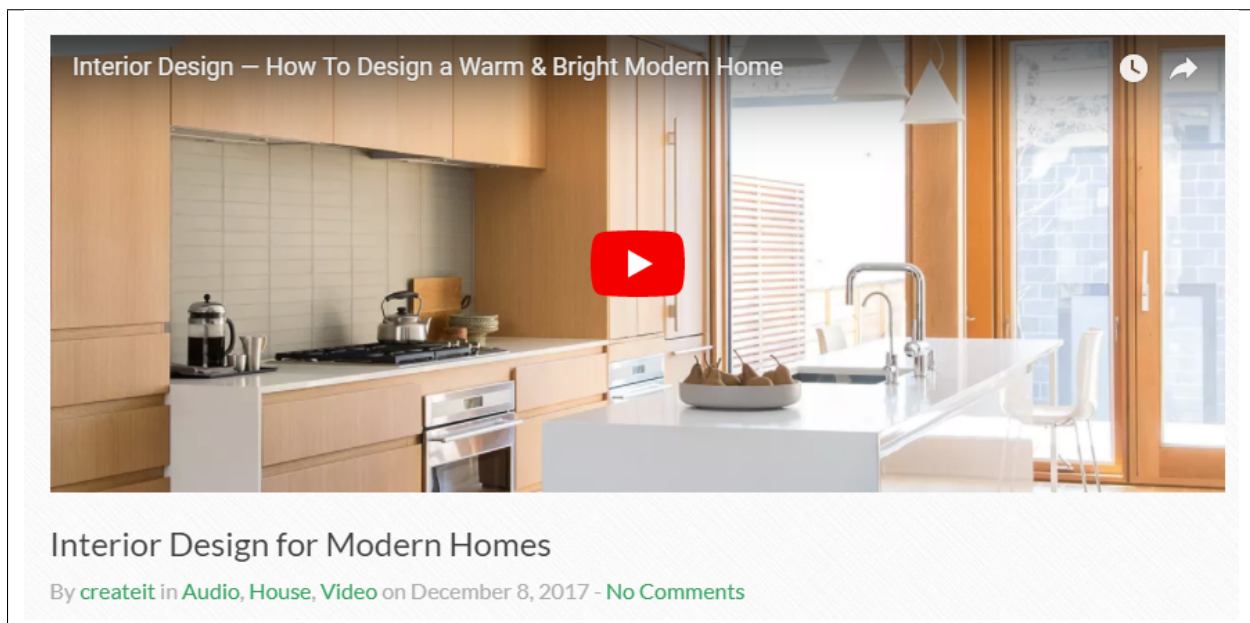 Interior Design — How To Design a Warm & Bright Modern Home
Interior Design for Modern Homes
By createit in Audio, House, Video on December 8, 2017 - No Comments